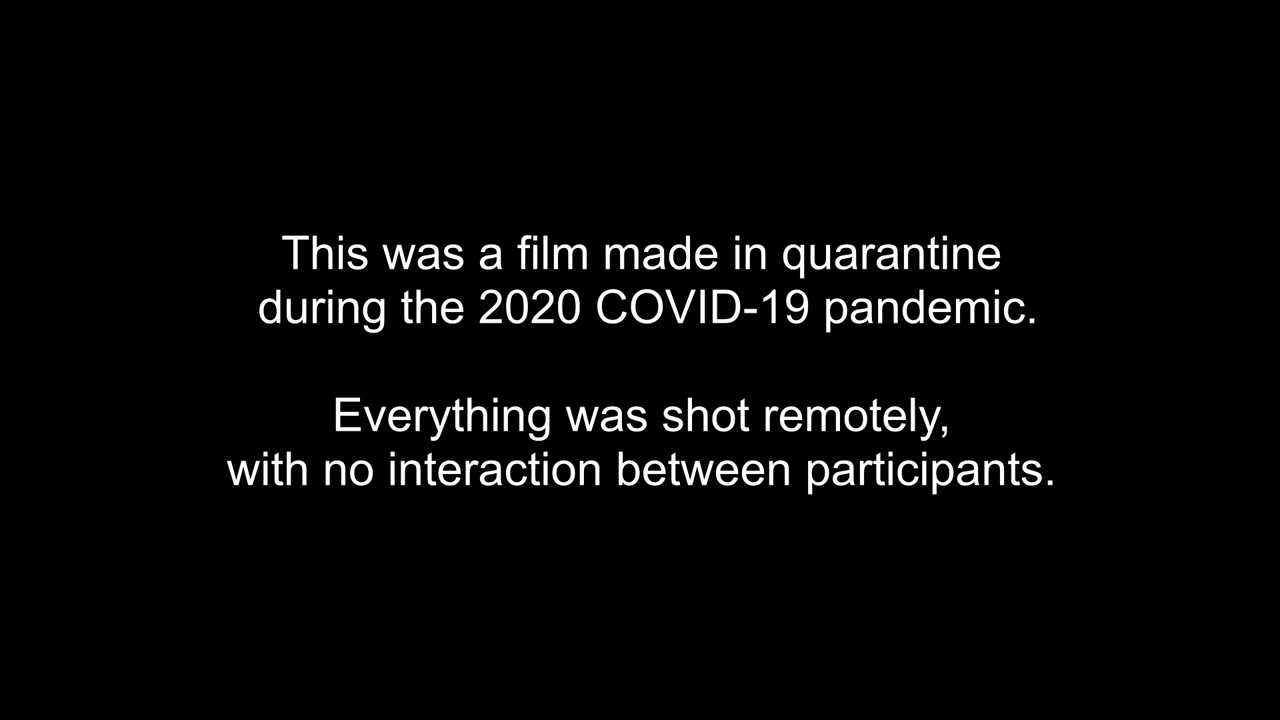 This was a film made in quarantine
during the 2020 COVID-19 pandemic.
Everything was shot remotely,
with no interaction between participants.